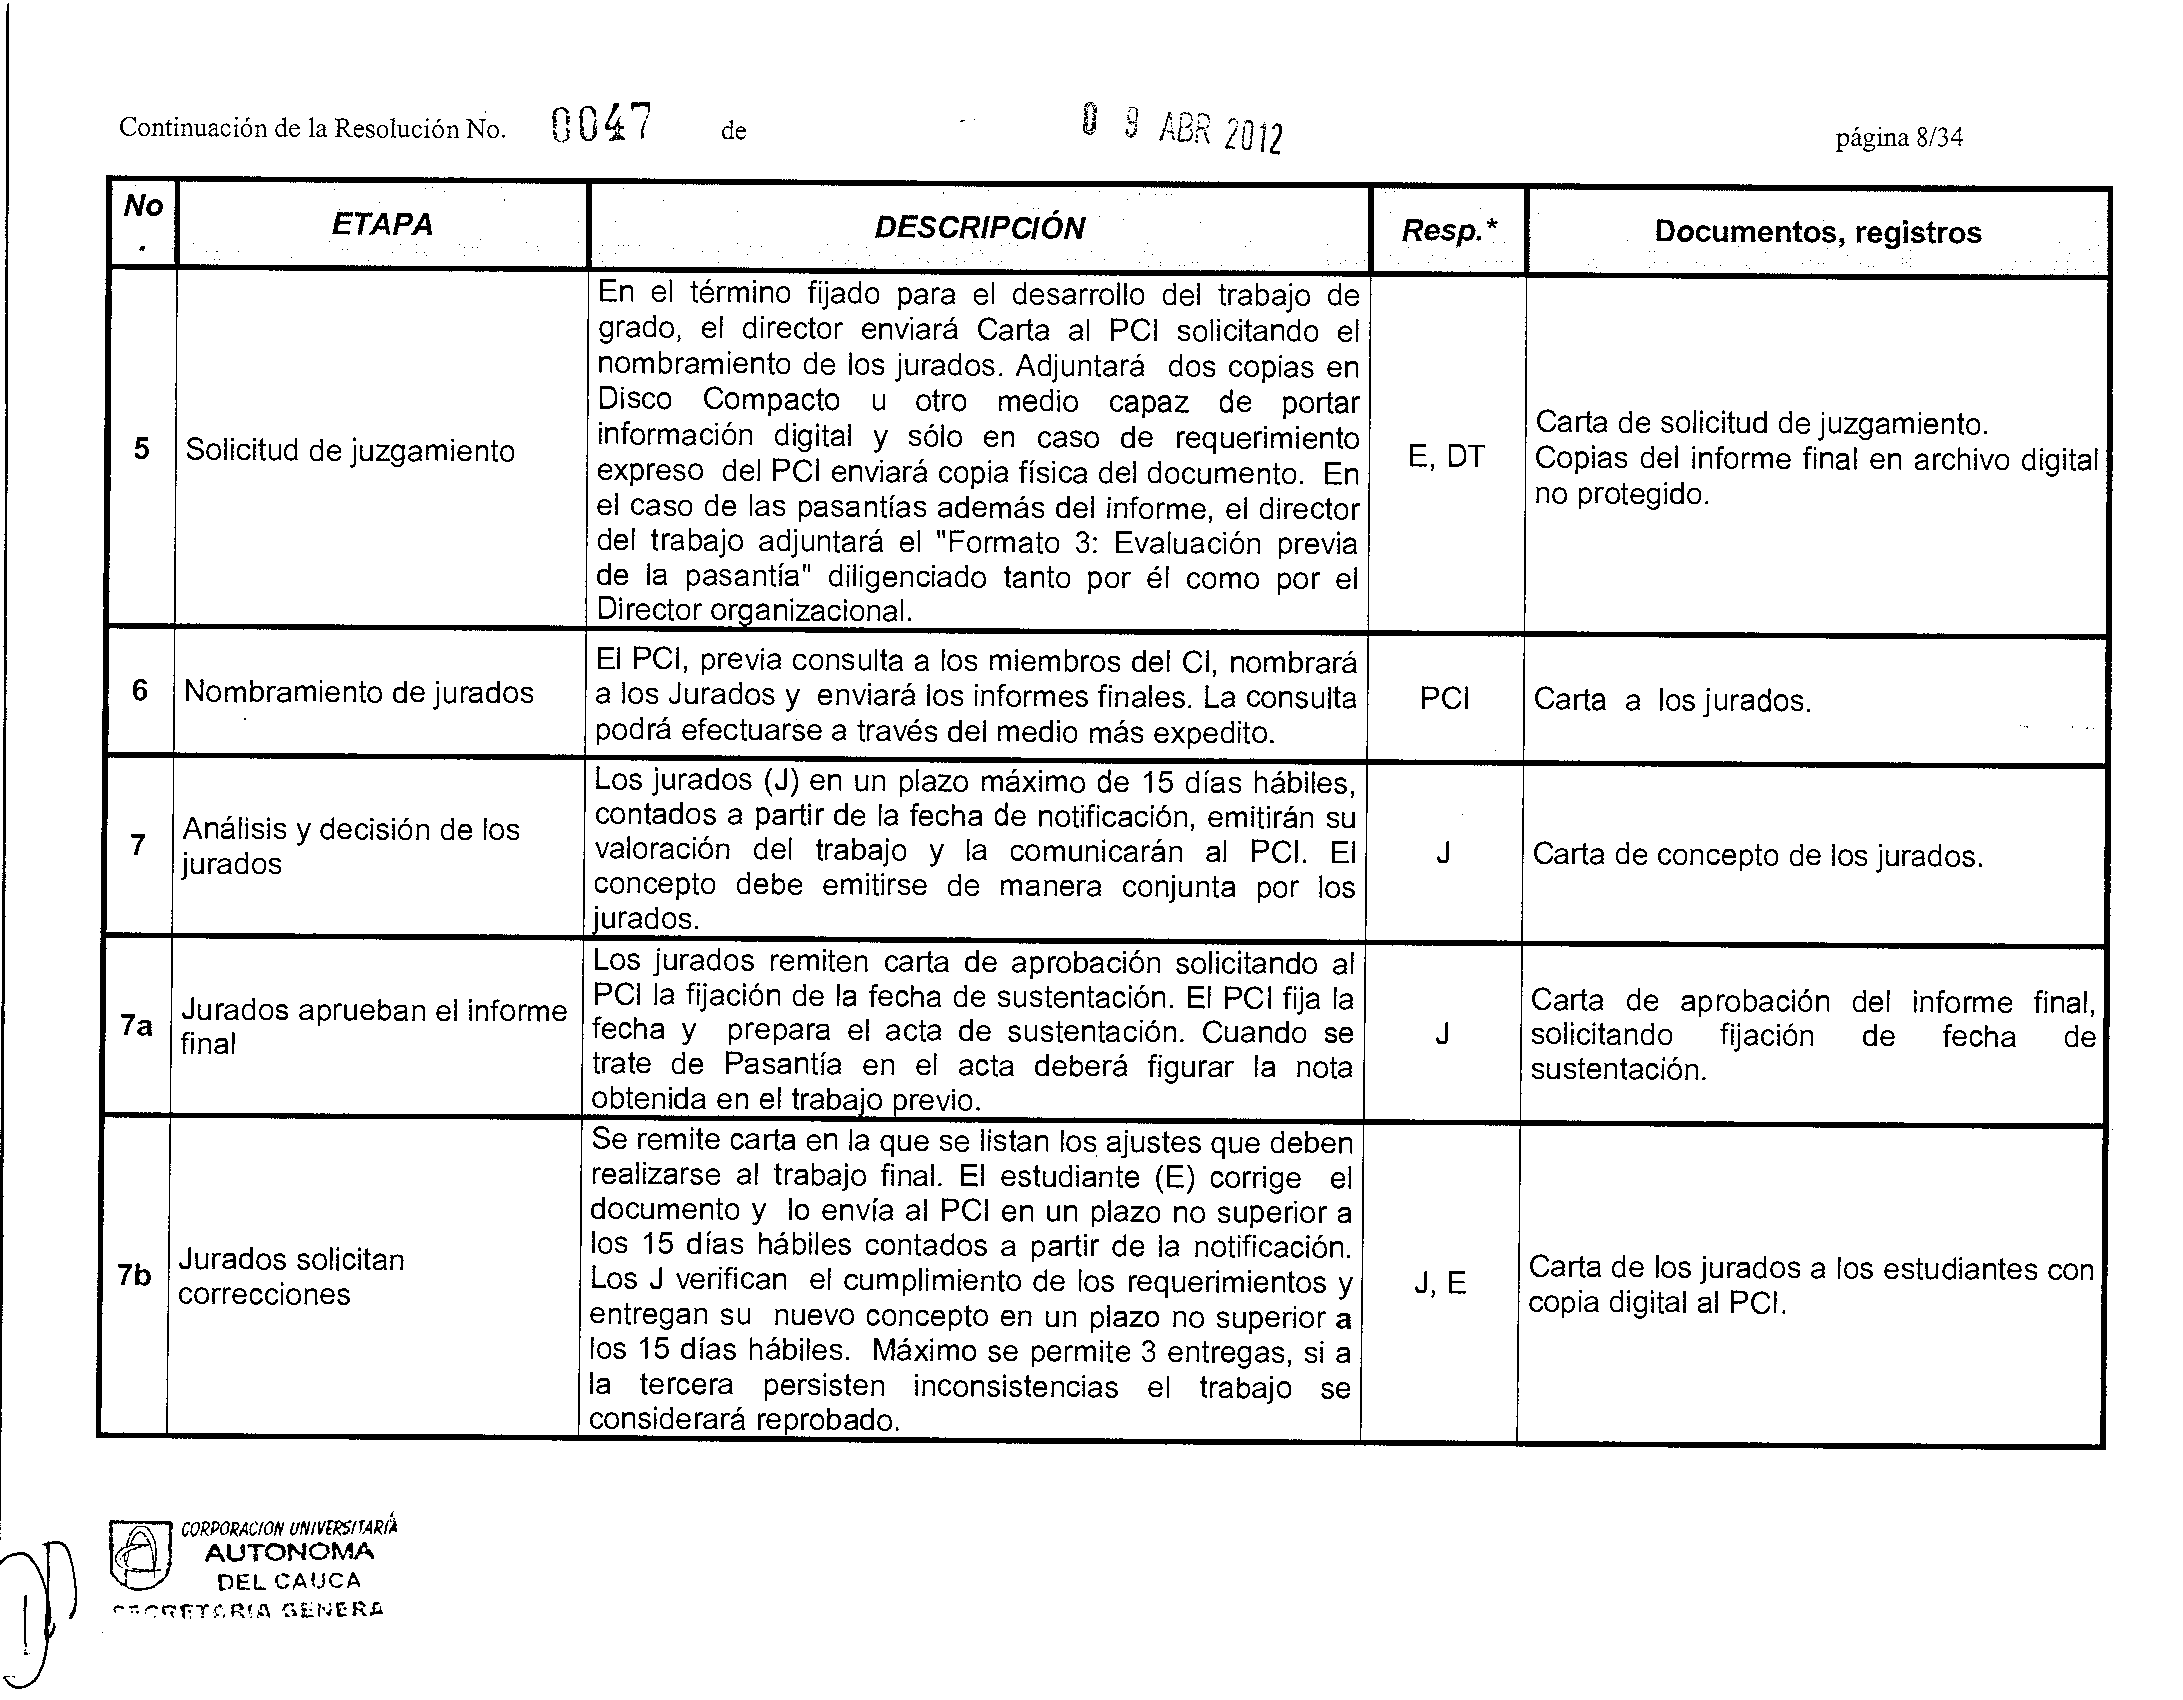 Continuación de la Resolución No. 0047 de 09 ABR 2012 página 8/34
No. ETAPA DESCRIPCIÓN Resp.* Documentos, registros
5
Solicitud de juzgamiento
En el término fijado para el desarrollo del trabajo de
grado, el director enviará Carta al PCI solicitando el
nombramiento de los jurados. Adjuntará dos copias en
Disco Compacto u otro medio capaz de portar
información digital y sólo en caso de requerimiento
expreso del PCI enviará copia física del documento. En
el caso de las pasantías además del informe, el director
del trabajo adjuntará el "Formato 3: Evaluación previa
de la pasantía" diligenciado tanto por él como por el
Director organizacional.
E, DT
Carta de solicitud de juzgamiento.
Copias del informe final en archivo digital
no protegido.
6
Nombramiento de jurados
El PCI, previa consulta a los miembros del CI, nombrará
a los Jurados y enviará los informes finales. La consulta
podrá efectuarse a través del medio más expedito.
PCI
Carta a los jurados.
7
Análisis y decisión de los
jurados
Los jurados (J) en un plazo máximo de 15 días hábiles,
contados a partir de la fecha de notificación, emitirán su
valoración del trabajo y la comunicarán al PCI. El
concepto debe emitirse de manera conjunta por los
jurados.
J
Carta de concepto de los jurados.
7a
Jurados aprueban el informe
final
Los jurados remiten carta de aprobación solicitando al
PCI la fijación de la fecha de sustentación. El PCI fija la
fecha y prepara el acta de sustentación. Cuando se
trate de Pasantía en el acta deberá figurar la nota
obtenida en el trabajo previo.
J
Carta de aprobación del informe final,
solicitando fijación de fecha de
sustentación.
7b
Jurados solicitan
correcciones
Se remite carta en la que se listan los ajustes que deben
realizarse al trabajo final. El estudiante (E) corrige el
documento y lo envía al PCI en un plazo no superior a
los 15 días hábiles contados a partir de la notificación.
Los J verifican el cumplimiento de los requerimientos y
entregan su nuevo concepto en un plazo no superior a
los 15 días hábiles. Máximo se permite 3 entregas, si a
la tercera persisten inconsistencias el trabajo se
considerará reprobado.
J, E
Carta de los jurados a los estudiantes con
copia digital al PCI.
CORPORACION UNIVERSITARIA
AUTONOMA
DEL CAUCA
SECRETARIA GENERA